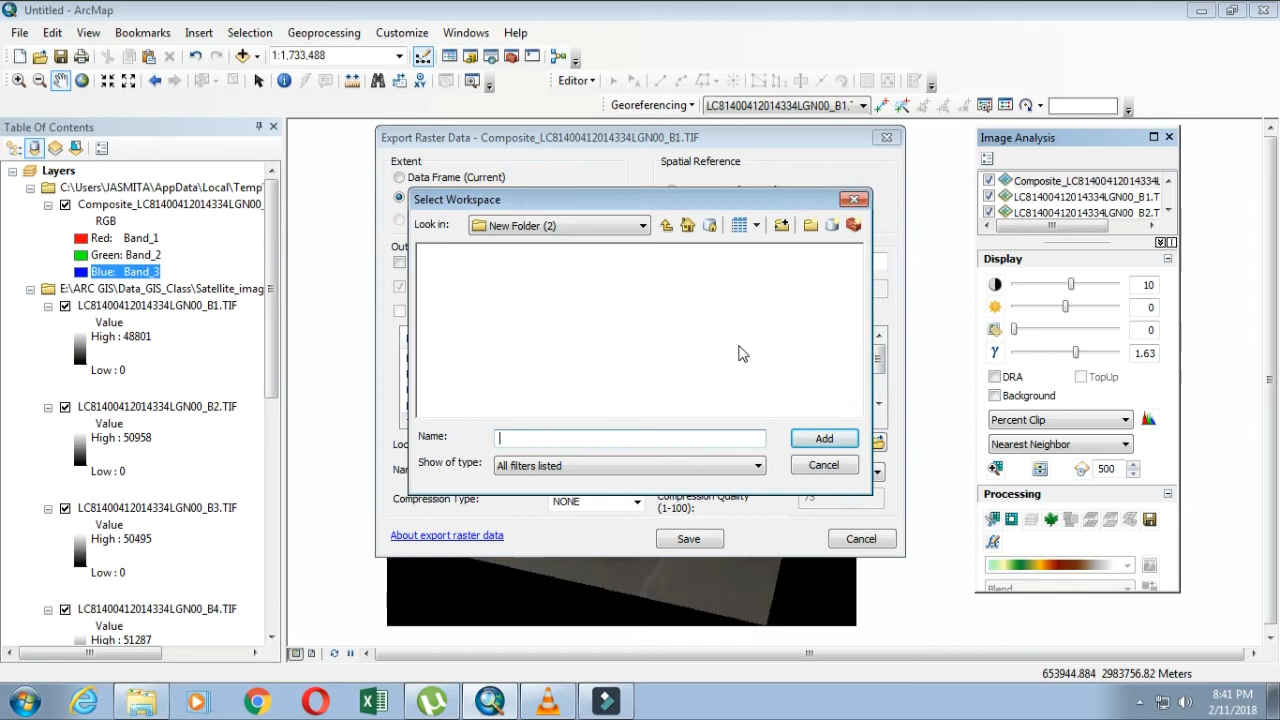 Untitled - ArcMap
File Edit View Bookmarks Insert Selection Geoprocessing Customize Windows Help
1:1,733,488
Editor
Georeferencing LC81400412014334LGN00_B1.T
Table Of Contents
Layers
C:\Users\JASMITA\AppData\Local\Temp
Composite_LC81400412014334LGN00_
RGB
Red: Band_1
Green: Band_2
Blue: Band_3
E:\ARC GIS\Data_GIS_Class\Satellite_imag
LC81400412014334LGN00_B1.TIF
Value
High : 48801
Low : 0
LC81400412014334LGN00_B2.TIF
Value
High : 50958
Low : 0
LC81400412014334LGN00_B3.TIF
Value
High : 50495
Low : 0
LC81400412014334LGN00_B4.TIF
Value
High : 51287
Export Raster Data - Composite_LC81400412014334LGN00_B1.TIF
Extent
Spatial Reference
Data Frame (Current)
Select Workspace
Look in: New Folder (2)
Name:
Add
Show of type: All filters listed
Cancel
Compression Type: NONE
Compression Quality (1-100): 75
About export raster data
Save
Cancel
Image Analysis
Composite_LC81400412014334L
LC81400412014334LGN00_B1.T
LC81400412014334LGN00_B2.T
Display
10
0
0
γ 1.63
DRA TopUp
Background
Percent Clip
Nearest Neighbor
500
Processing
Blend
653944.884 2983756.82 Meters
8:41 PM
2/11/2018